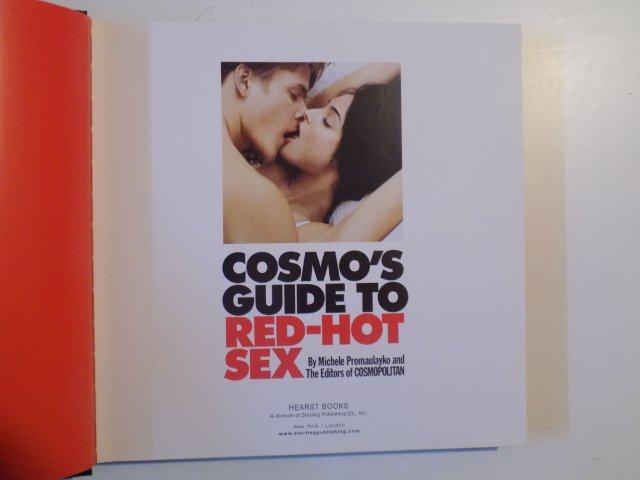 COSMO'S
GUIDE TO
RED-HOT
SEX
By Michele Promaulayko and
The Editors of COSMOPOLITAN
HEARST BOOKS
A division of Sterling Publishing Co., Inc.
New York / London
www.sterlingpublishing.com